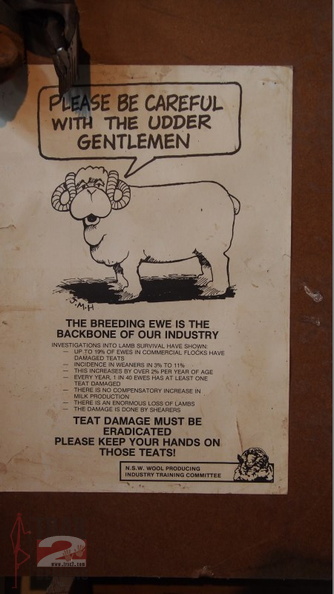 PLEASE BE CAREFUL
WITH THE UDDER
GENTLEMEN
J.M-H
THE BREEDING EWE IS THE
BACKBONE OF OUR INDUSTRY
INVESTIGATIONS INTO LAMB SURVIVAL HAVE SHOWN:
— UP TO 19% OF EWES IN COMMERCIAL FLOCKS HAVE
DAMAGED TEATS
— INCIDENCE IN WEANERS IN 3% TO 11%
— THIS INCREASES BY OVER 2% PER YEAR OF AGE
— EVERY YEAR, 1 IN 40 EWES HAS AT LEAST ONE
TEAT DAMAGED
— THERE IS NO COMPENSATORY INCREASE IN
MILK PRODUCTION
— THERE IS AN ENORMOUS LOSS OF LAMBS
— THE DAMAGE IS DONE BY SHEARERS
TEAT DAMAGE MUST BE
ERADICATED
PLEASE KEEP YOUR HANDS ON
THOSE TEATS!
N.S.W. WOOL PRODUCING
INDUSTRY TRAINING COMMITTEE
2